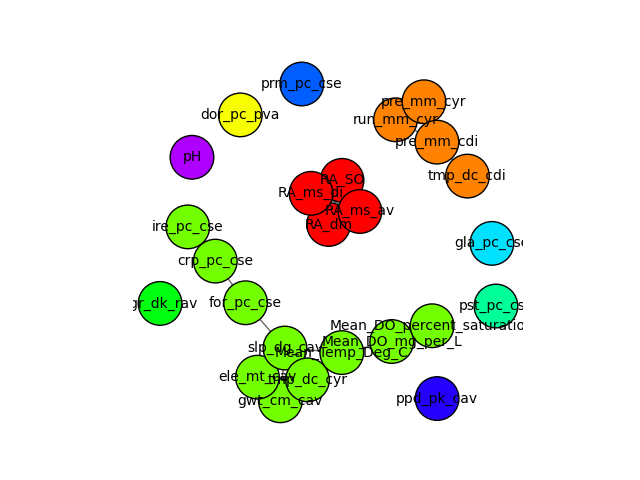 prm_pc_cse
pre_mm_cyr
dor_pc_pva
run_mm_cyr
pre_mm_cdi
pH
tmp_dc_cdi
RA_SO
RA_ms_di
RA_ms_av
RA_dm
ire_pc_cse
gla_pc_cse
crp_pc_cse
gr_dk_rav
for_pc_cse
pst_pc_cs
Mean_DO_percent_saturatio
Mean_DO_mg_per_L
slp_dg_cav
Mean_Temp_Deg_C
ele_mt_cav
tmp_dc_cyr
gwt_cm_cav
ppd_pk_cav